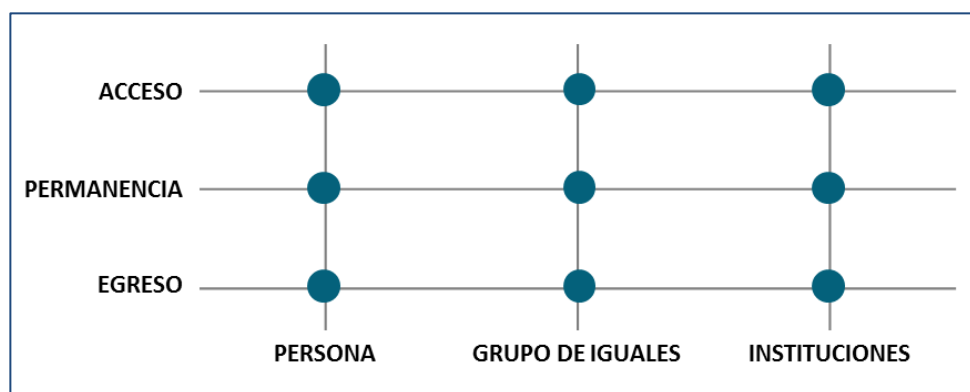 ACCESO
PERMANENCIA
EGRESO
PERSONA
GRUPO DE IGUALES
INSTITUCIONES